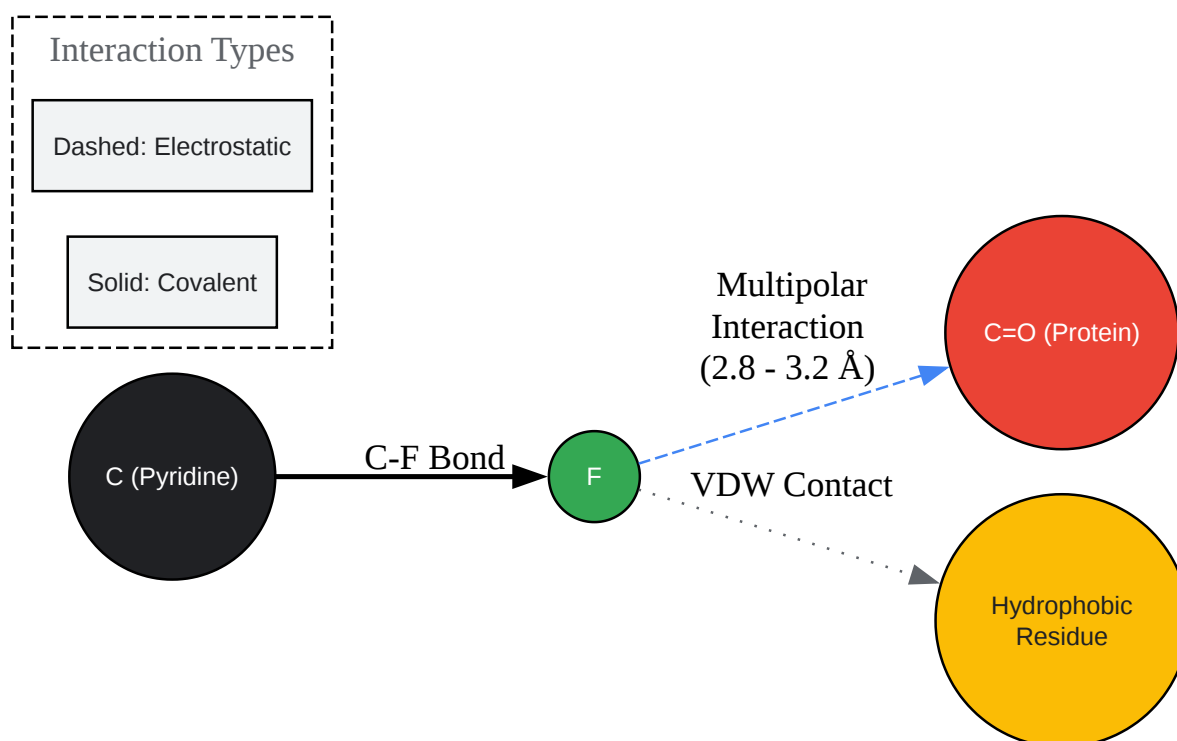 Interaction Types
Dashed: Electrostatic
Solid: Covalent
Multipolar
Interaction
(2.8 - 3.2 Å)
C=O (Protein)
C (Pyridine)
C-F Bond
F
VDW Contact
Hydrophobic
Residue